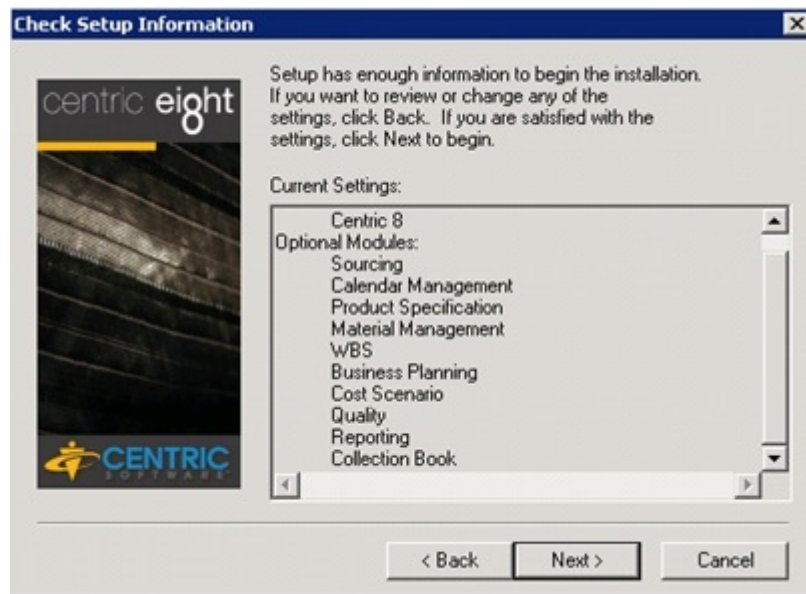 Check Setup Information
centric eight
8
Setup has enough information to begin the installation.
If you want to review or change any of the
settings, click Back. If you are satisfied with the
settings, click Next to begin.
Current Settings:
Centric 8
Optional Modules:
Sourcing
Calendar Management
Product Specification
Material Management
WBS
Business Planning
Cost Scenario
Quality
Reporting
Collection Book
CENTRIC
SOFTWARE
< Back
Next >
Cancel